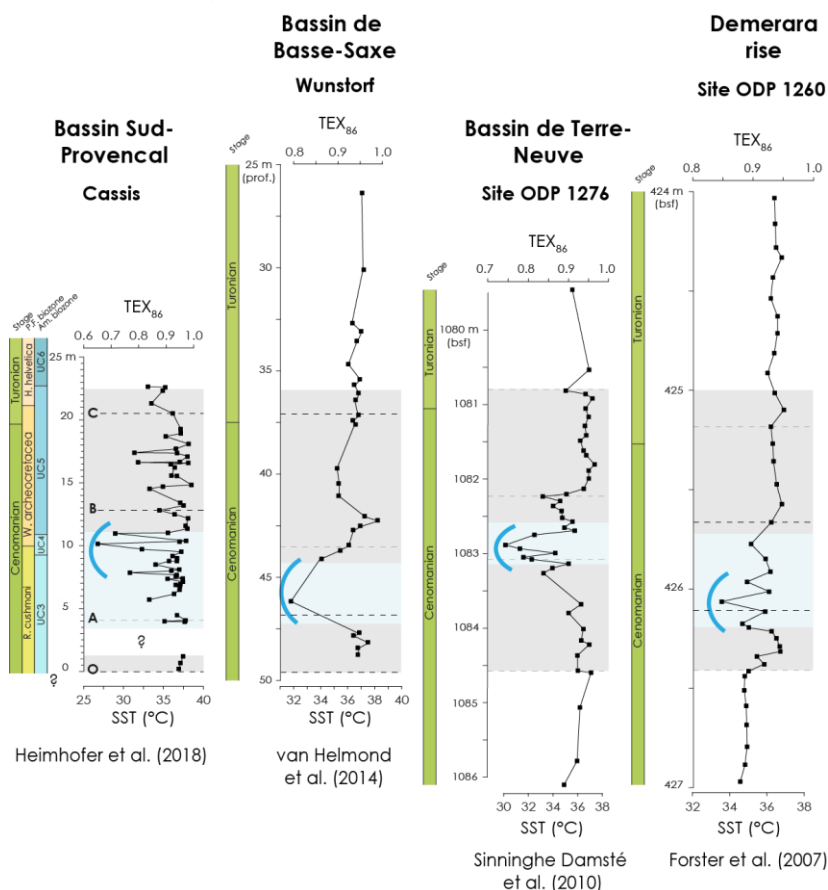 Bassin Sud-
Provencal
Cassis
TEX86
Stage
P.F. biozone
Am. biozone
0.6 0.7 0.8 0.9 1.0
25 m
20
15
10
5
0
Turonian
Cenomanian
H. helvetica
W. archeocretacea
R. cushmani
UC6
UC5
UC4
UC3
C
B
A
O
?
?
25 30 35 40
SST (°C)
Heimhofer et al. (2018)
Bassin de
Basse-Saxe
Wunstorf
TEX86
Stage
0.8 0.9 1.0
25 m
(prof.)
30
35
40
45
50
Turonian
Cenomanian
32 34 36 38 40
SST (°C)
van Helmond
et al. (2014)
Bassin de Terre-
Neuve
Site ODP 1276
TEX86
Stage
0.7 0.8 0.9 1.0
1080 m
(bsf)
1081
1082
1083
1084
1085
1086
Turonian
Cenomanian
30 32 34 36 38
SST (°C)
Sinninghe Damsté
et al. (2010)
Demerara
rise
Site ODP 1260
TEX86
Stage
0.8 0.9 1.0
424 m
(bsf)
425
426
427
Turonian
Cenomanian
32 34 36 38
SST (°C)
Forster et al. (2007)